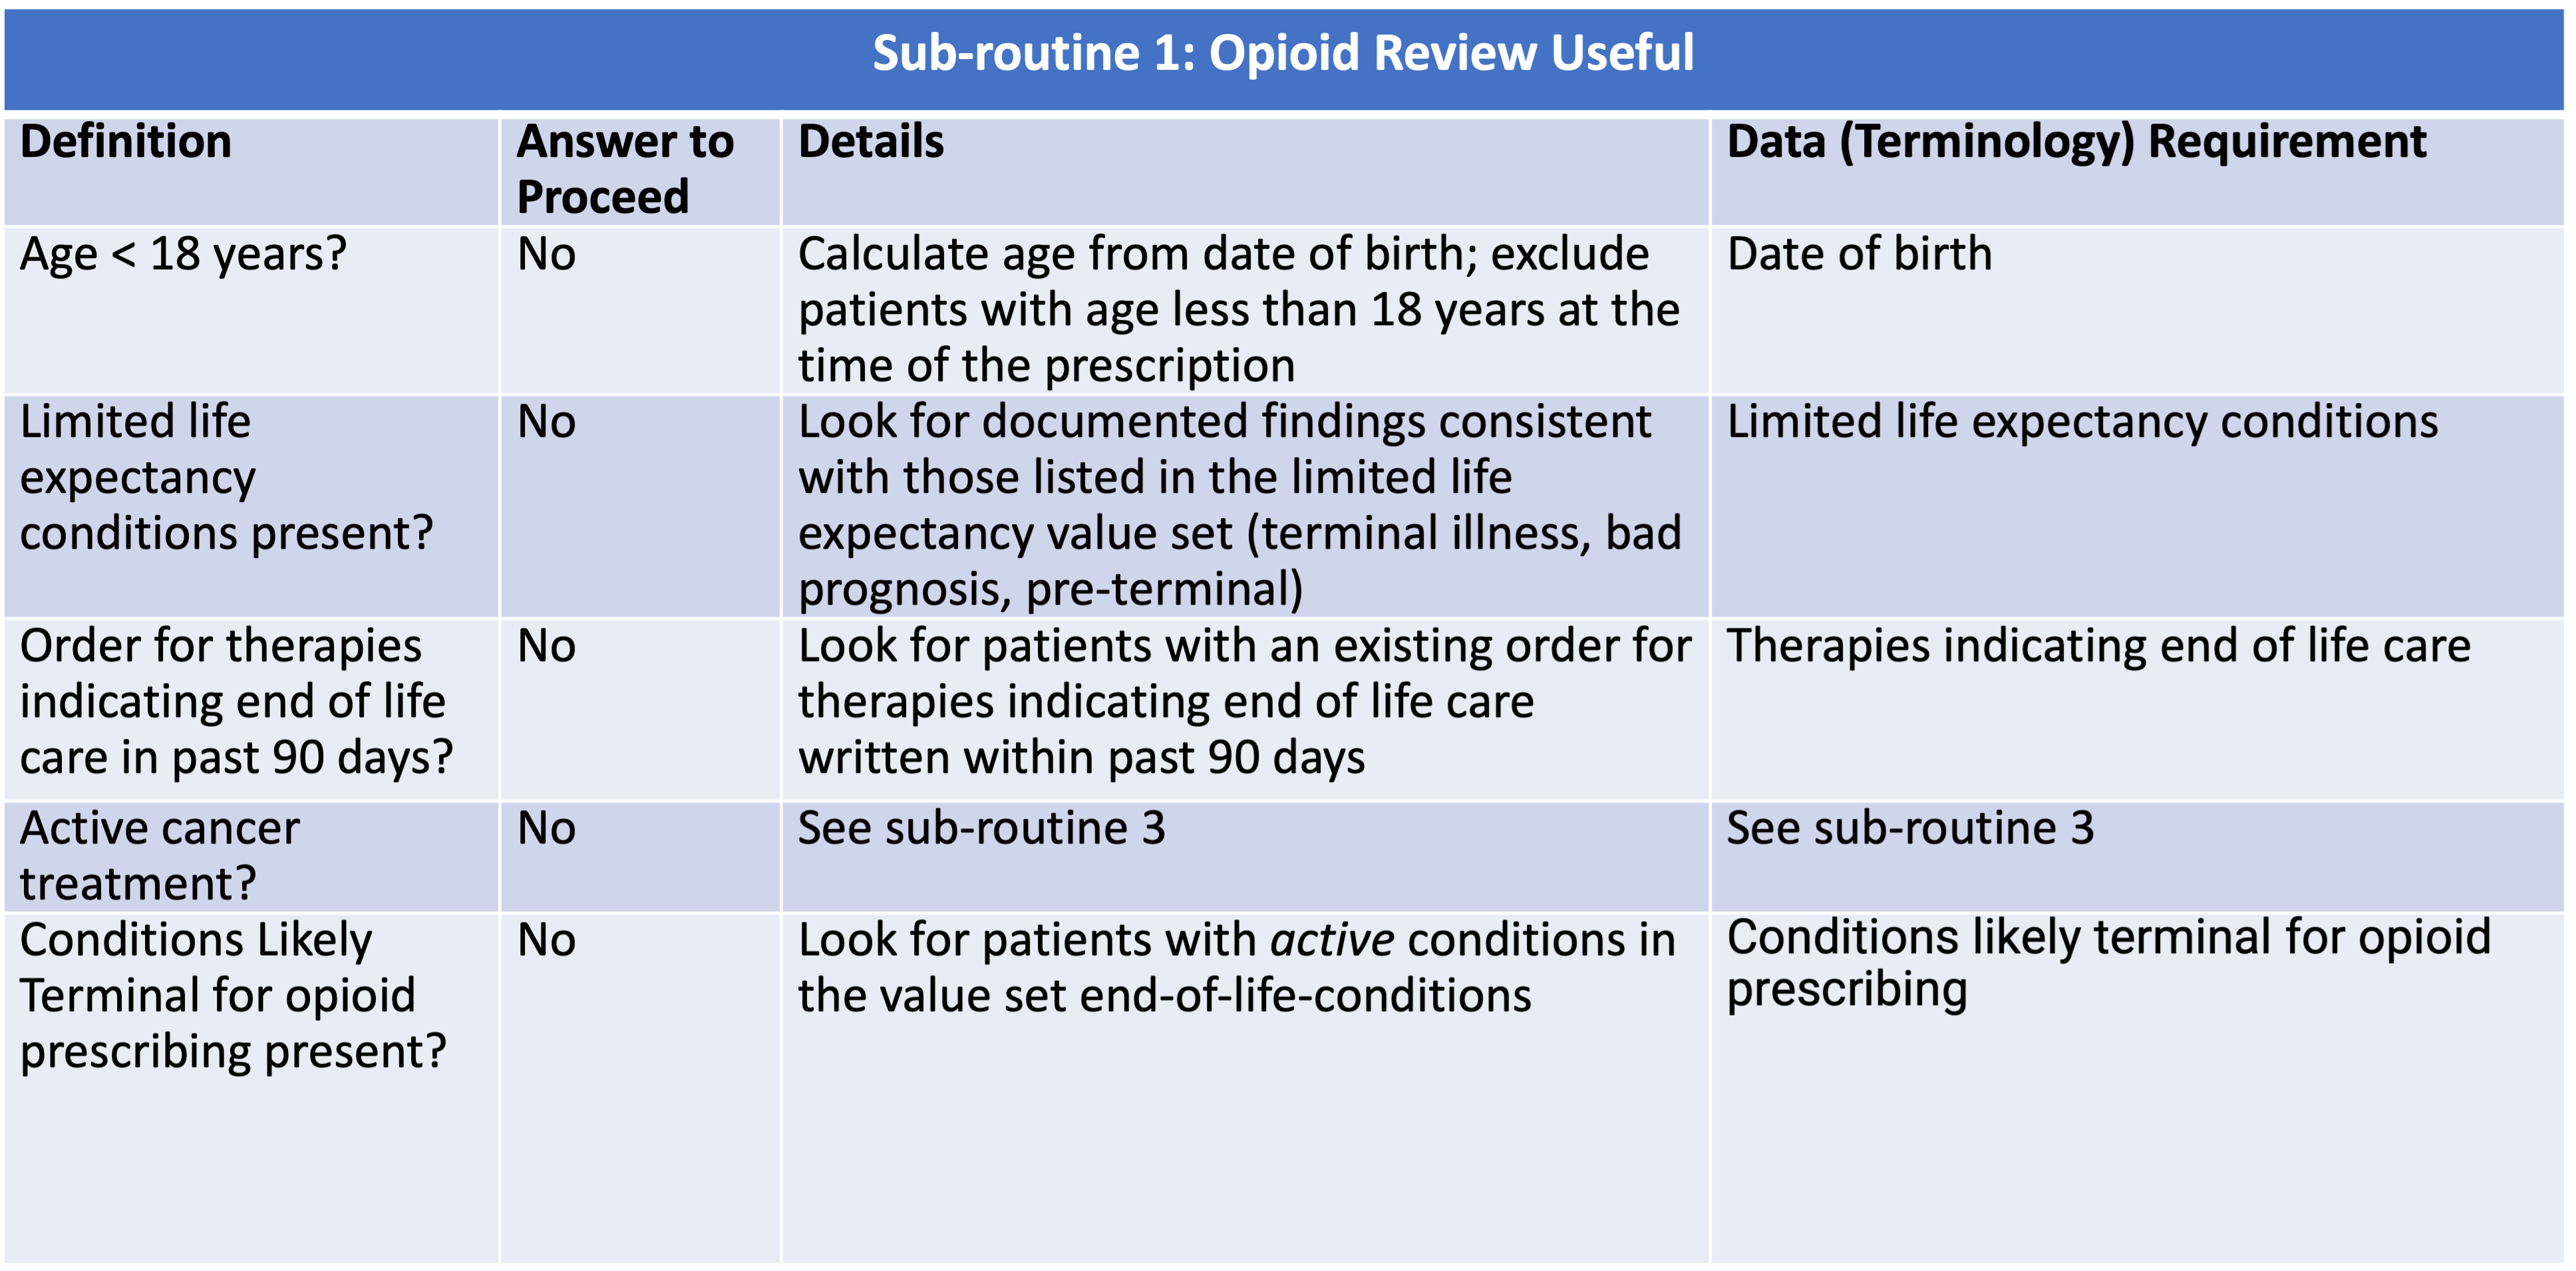 Sub-routine 1: Opioid Review Useful
Definition
Answer to
Proceed
Details
Data (Terminology) Requirement
Age < 18 years?
No
Calculate age from date of birth; exclude
patients with age less than 18 years at the
time of the prescription
Date of birth
Limited life
expectancy
conditions present?
No
Look for documented findings consistent
with those listed in the limited life
expectancy value set (terminal illness, bad
prognosis, pre-terminal)
Limited life expectancy conditions
Order for therapies
indicating end of life
care in past 90 days?
No
Look for patients with an existing order for
therapies indicating end of life care
written within past 90 days
Therapies indicating end of life care
Active cancer
treatment?
No
See sub-routine 3
See sub-routine 3
Conditions Likely
Terminal for opioid
prescribing present?
No
Look for patients with active conditions in
the value set end-of-life-conditions
Conditions likely terminal for opioid
prescribing